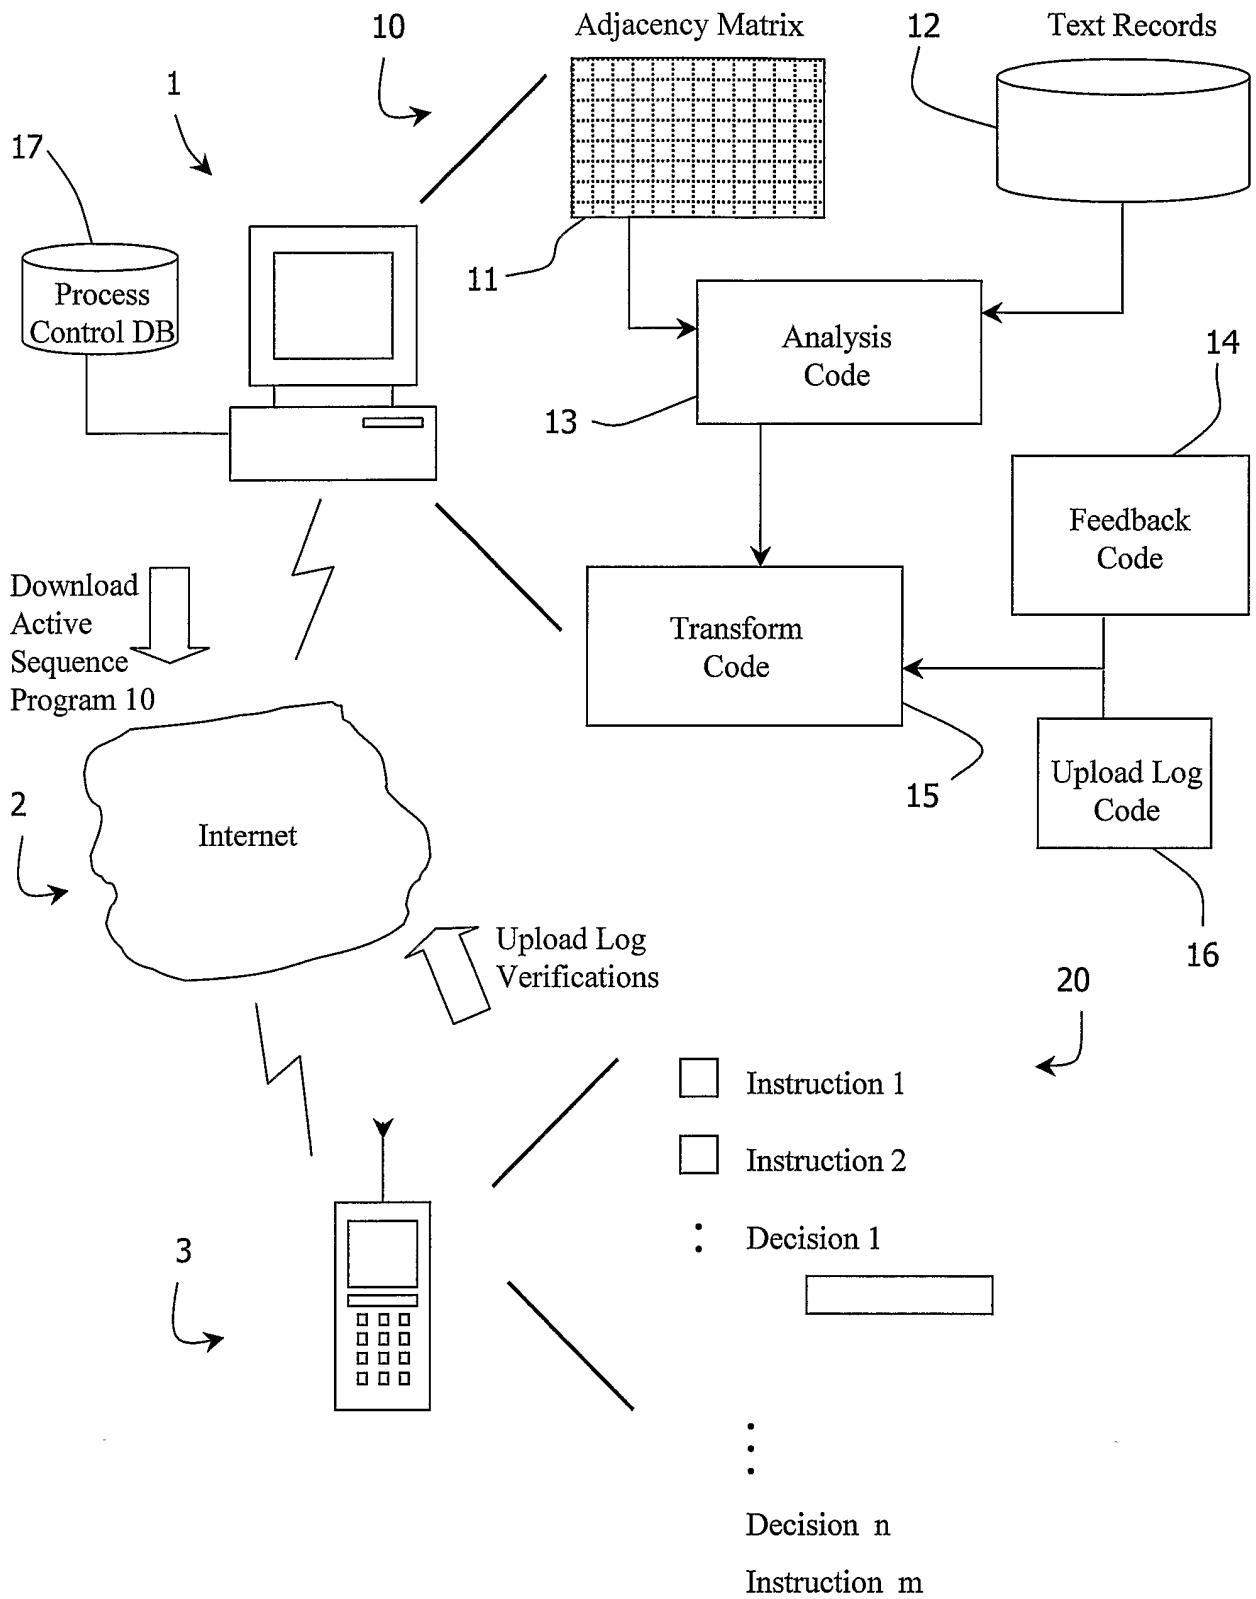 10
Adjacency Matrix
12
Text Records
1
17
11
Process
Control DB
Analysis
Code
14
13
Feedback
Code
Download
Active
Sequence
Program 10
Transform
Code
2
15
Upload Log
Code
Internet
Upload Log
Verifications
16
20
Instruction 1
Instruction 2
3
: Decision 1
Decision n
Instruction m